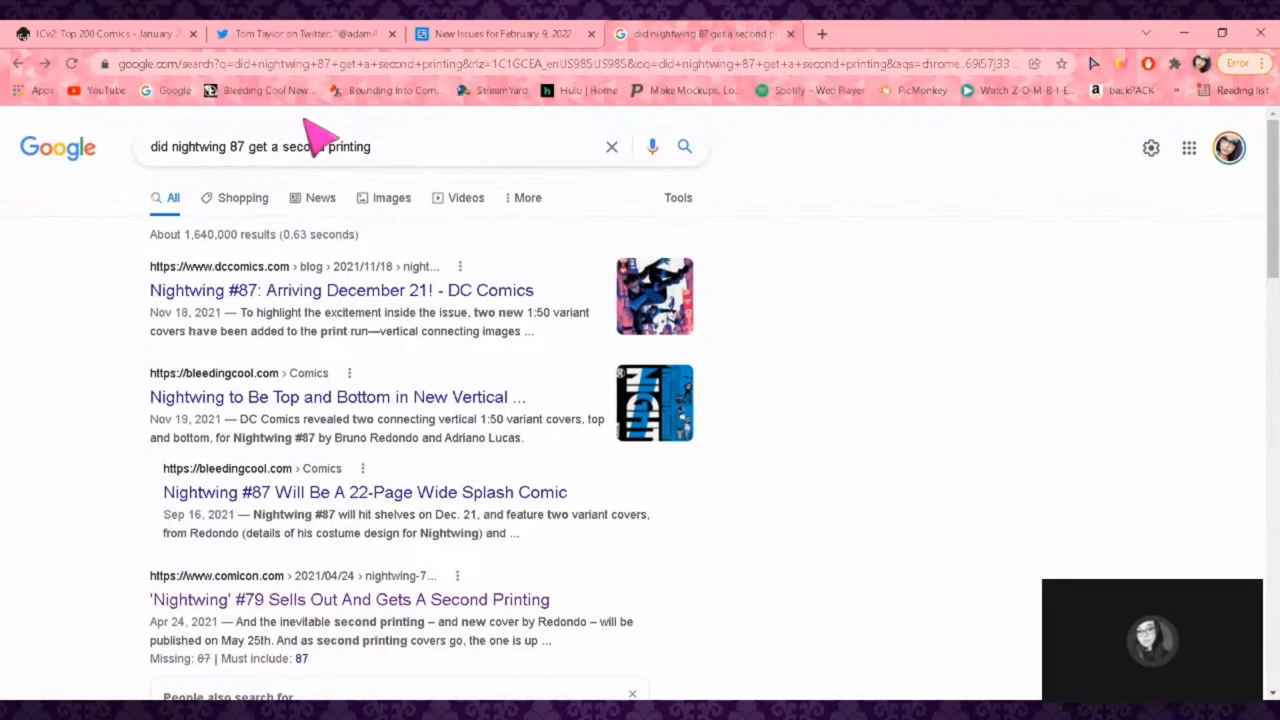 ICv2: Top 200 Comics - January 2
Tom Taylor on Twitter: "@adam4
New Issues for February 9, 2022
did nightwing 87 get a second pr
google.com/search?q=did+nightwing+87+get+a+second+printing&rlz=1C1GCEA_enUS985US985&oq=did+nightwing+87+get+a+second+printing&aqs=chrome.69i57j33...
Error
Apps YouTube Google Bleeding Cool New... Bounding Into Com... StreamYard Hulu | Home Make Mockups, Lo... Spotify – Web Player PicMonkey Watch Z-O-M-B-I-E... backPACK » Reading list
Google
did nightwing 87 get a second printing
All Shopping News Images Videos More Tools
About 1,640,000 results (0.63 seconds)
https://www.dccomics.com › blog › 2021/11/18 › night...
Nightwing #87: Arriving December 21! - DC Comics
Nov 18, 2021 — To highlight the excitement inside the issue, two new 1:50 variant
covers have been added to the print run—vertical connecting images ...
https://bleedingcool.com › Comics
Nightwing to Be Top and Bottom in New Vertical ...
Nov 19, 2021 — DC Comics revealed two connecting vertical 1:50 variant covers, top
and bottom, for Nightwing #87 by Bruno Redondo and Adriano Lucas.
https://bleedingcool.com › Comics
Nightwing #87 Will Be A 22-Page Wide Splash Comic
Sep 16, 2021 — Nightwing #87 will hit shelves on Dec. 21, and feature two variant covers,
from Redondo (details of his costume design for Nightwing) and ...
https://www.comicon.com › 2021/04/24 › nightwing-7...
'Nightwing' #79 Sells Out And Gets A Second Printing
Apr 24, 2021 — And the inevitable second printing – and new cover by Redondo – will be
published on May 25th. And as second printing covers go, the one is up ...
Missing: 87 | Must include: 87
People also search for